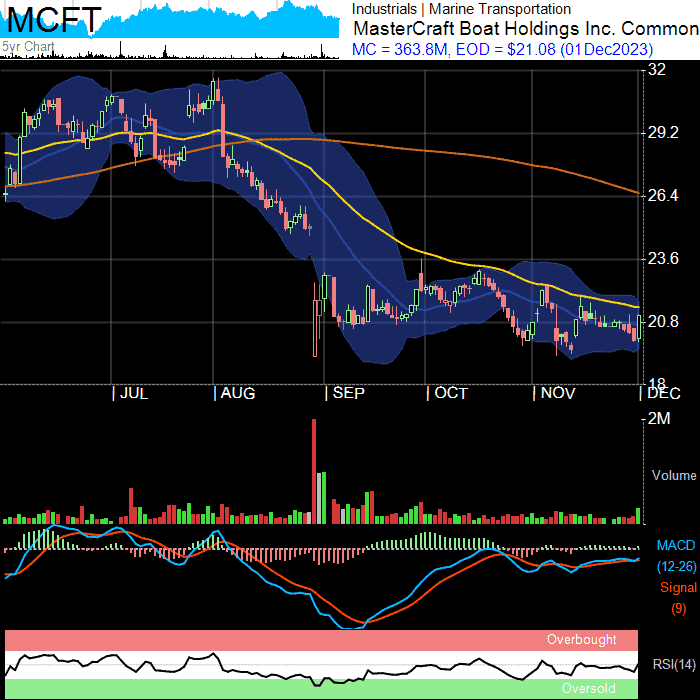 MCFT
5yr Chart
Industrials | Marine Transportation
MasterCraft Boat Holdings Inc. Common
MC = 363.8M, EOD = $21.08 (01Dec2023)
32
29.2
26.4
23.6
20.8
18
| JUL
| AUG
| SEP
| OCT
| NOV
| DEC
2M
Volume
MACD
(12-26)
Signal
(9)
Overbought
RSI(14)
Oversold